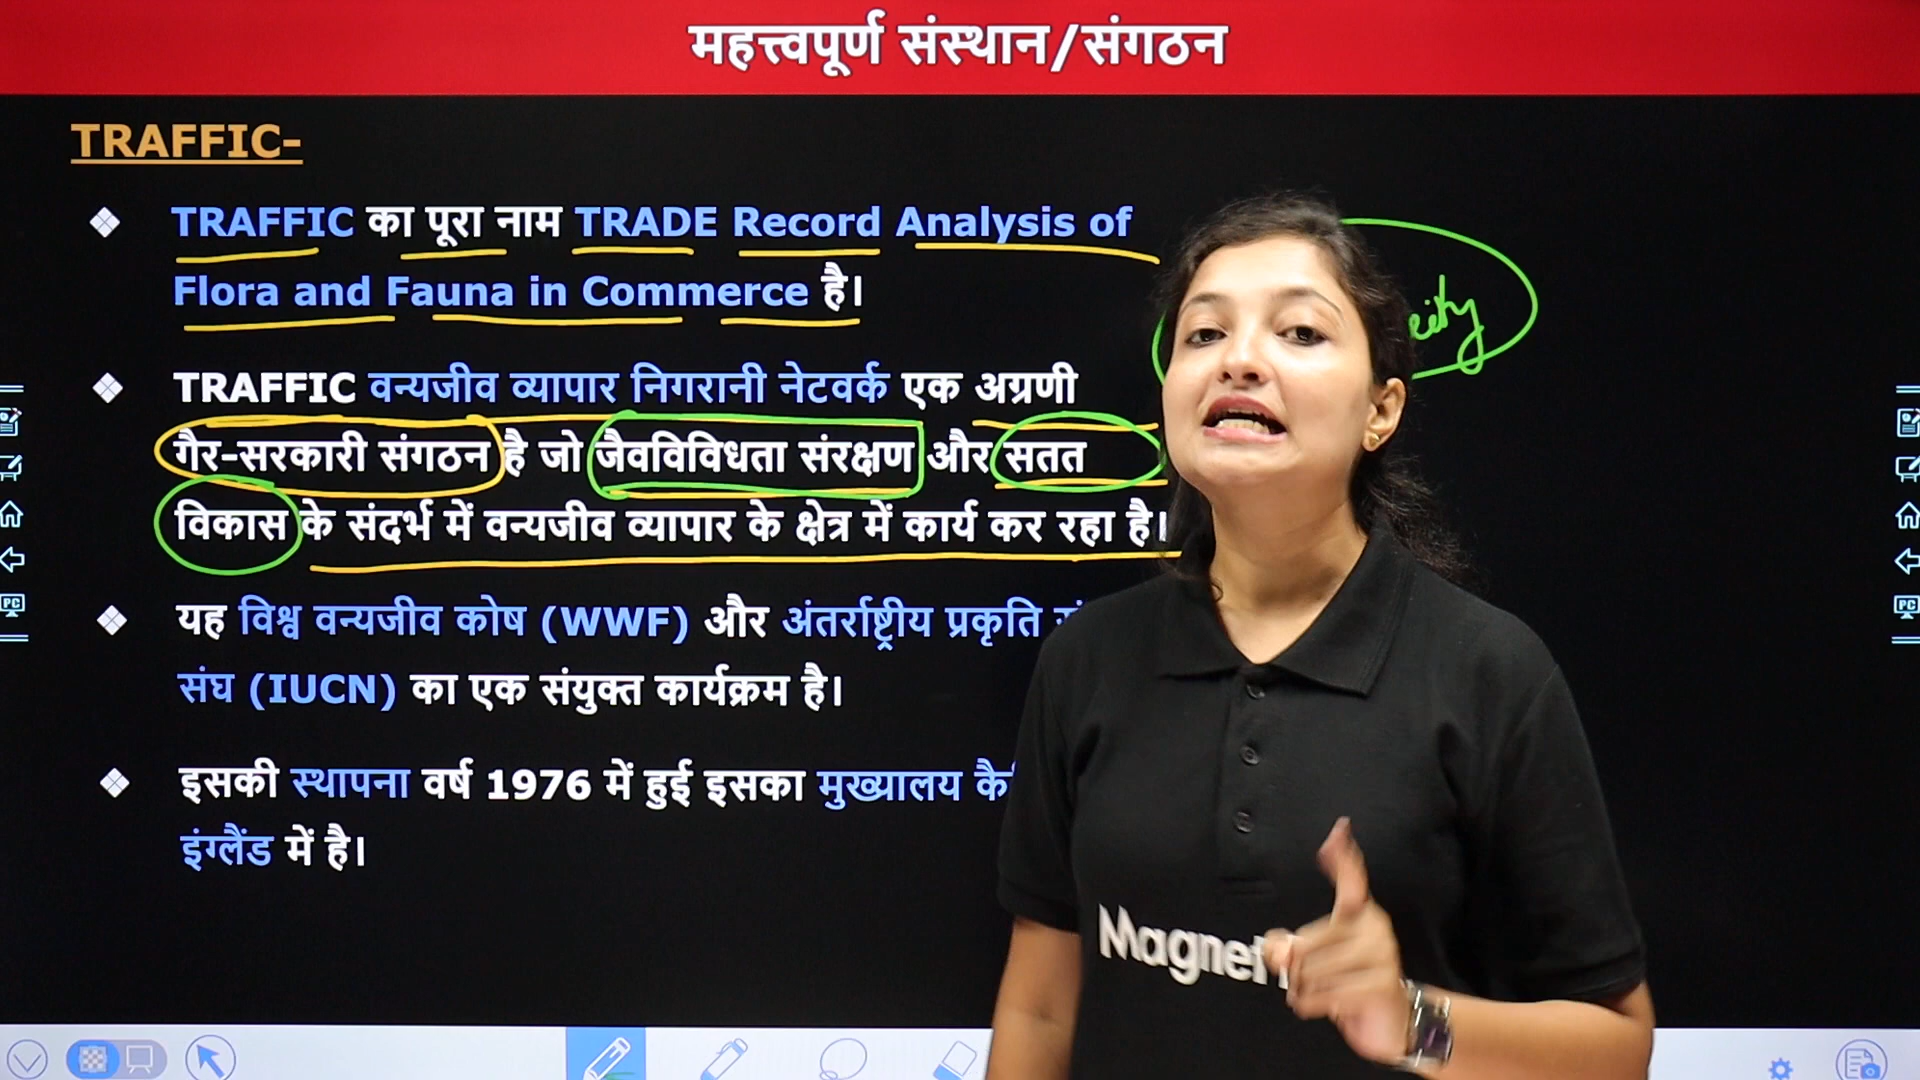 महत्त्वपूर्ण संस्थान/संगठन
TRAFFIC-
TRAFFIC का पूरा नाम TRADE Record Analysis of
Flora and Fauna in Commerce है।
TRAFFIC वन्यजीव व्यापार निगरानी नेटवर्क एक अग्रणी
गैर-सरकारी संगठन है जो जैवविविधता संरक्षण और सतत
विकास के संदर्भ में वन्यजीव व्यापार के क्षेत्र में कार्य कर रहा है।
यह विश्व वन्यजीव कोष (WWF) और अंतर्राष्ट्रीय प्रकृति
संघ (IUCN) का एक संयुक्त कार्यक्रम है।
इसकी स्थापना वर्ष 1976 में हुई इसका मुख्यालय
इंग्लैंड में है।
Magnet
PC
PC